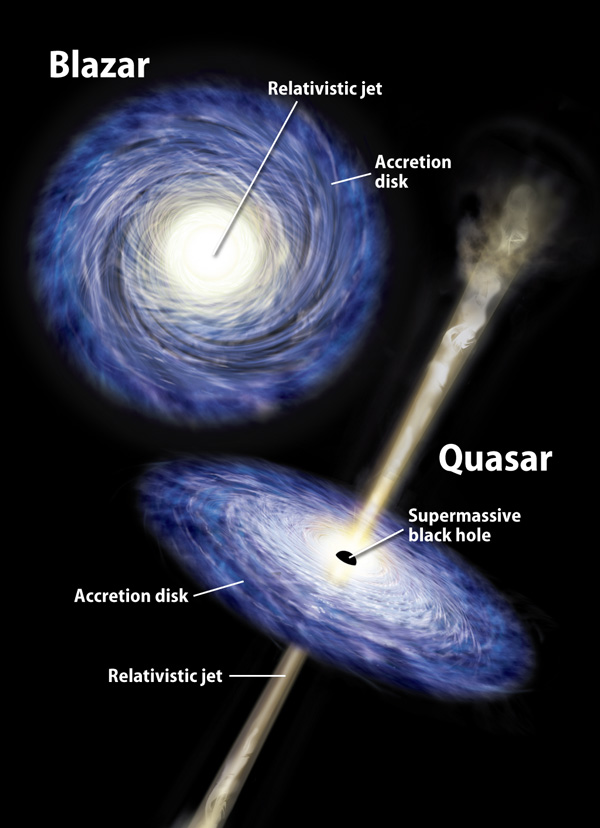 Blazar
Relativistic jet
Accretion
disk
Quasar
Supermassive
black hole
Accretion disk
Relativistic jet